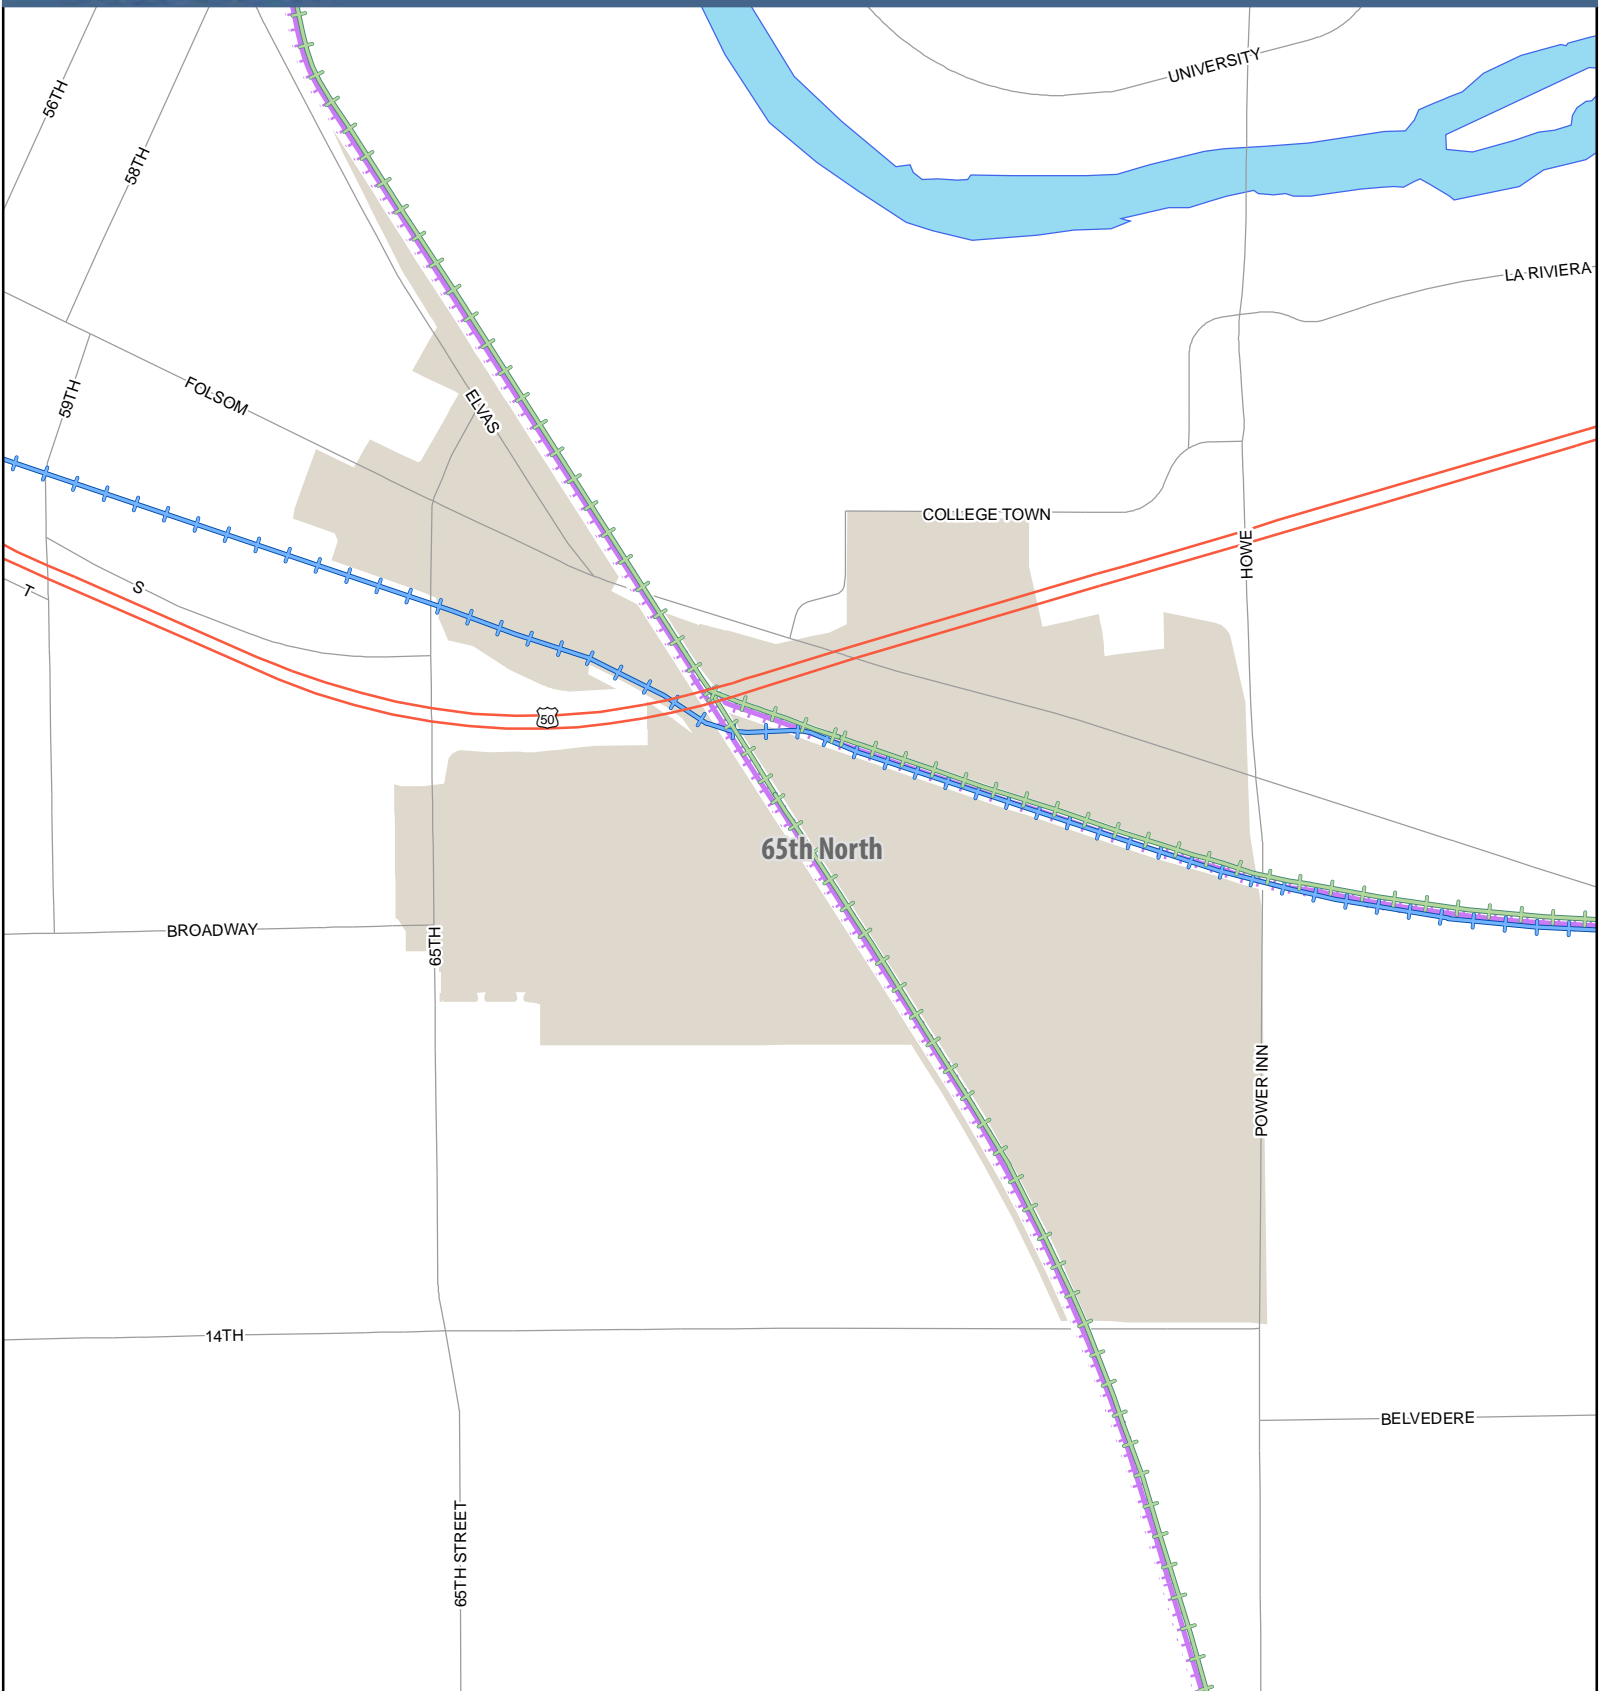 UNIVERSITY
56TH
58TH
LA RIVIERA
59TH
FOLSOM
ELVAS
COLLEGE TOWN
HOWE
S
T
50
65th North
BROADWAY
65TH
POWER INN
14TH
BELVEDERE
65TH STREET